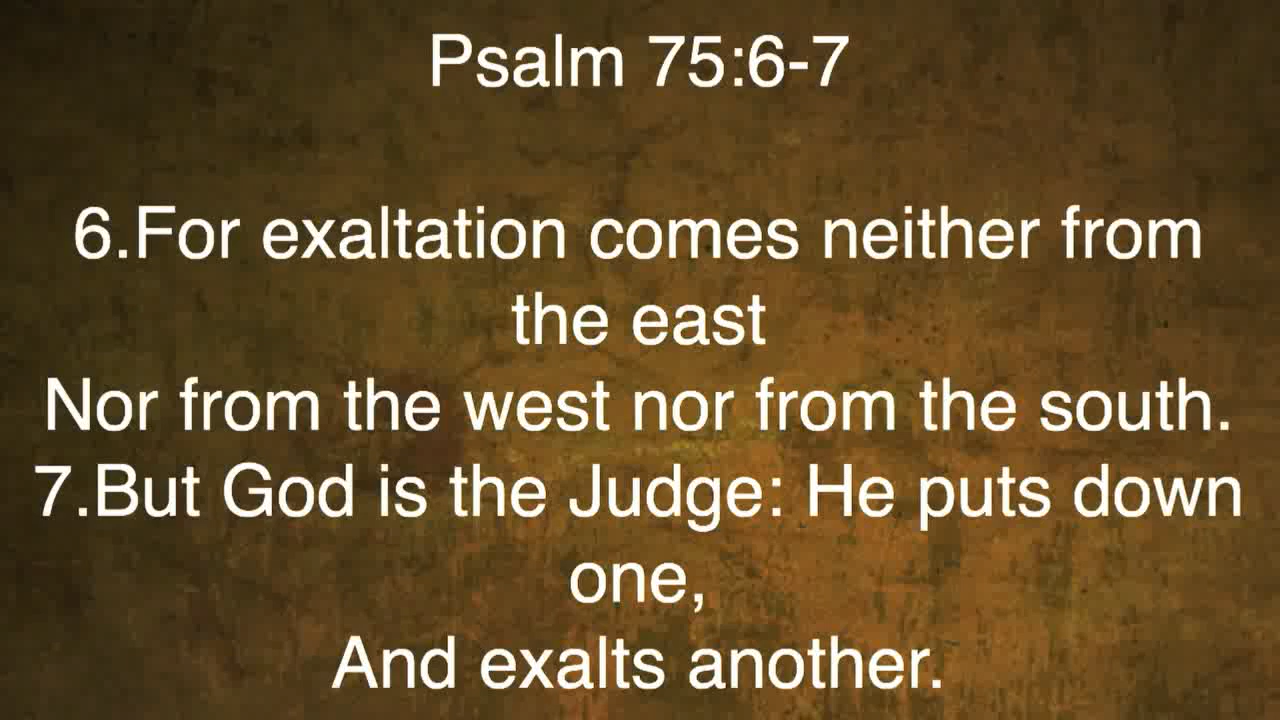 Psalm 75:6-7
6.For exaltation comes neither from
the east
Nor from the west nor from the south.
7.But God is the Judge: He puts down
one,
And exalts another.